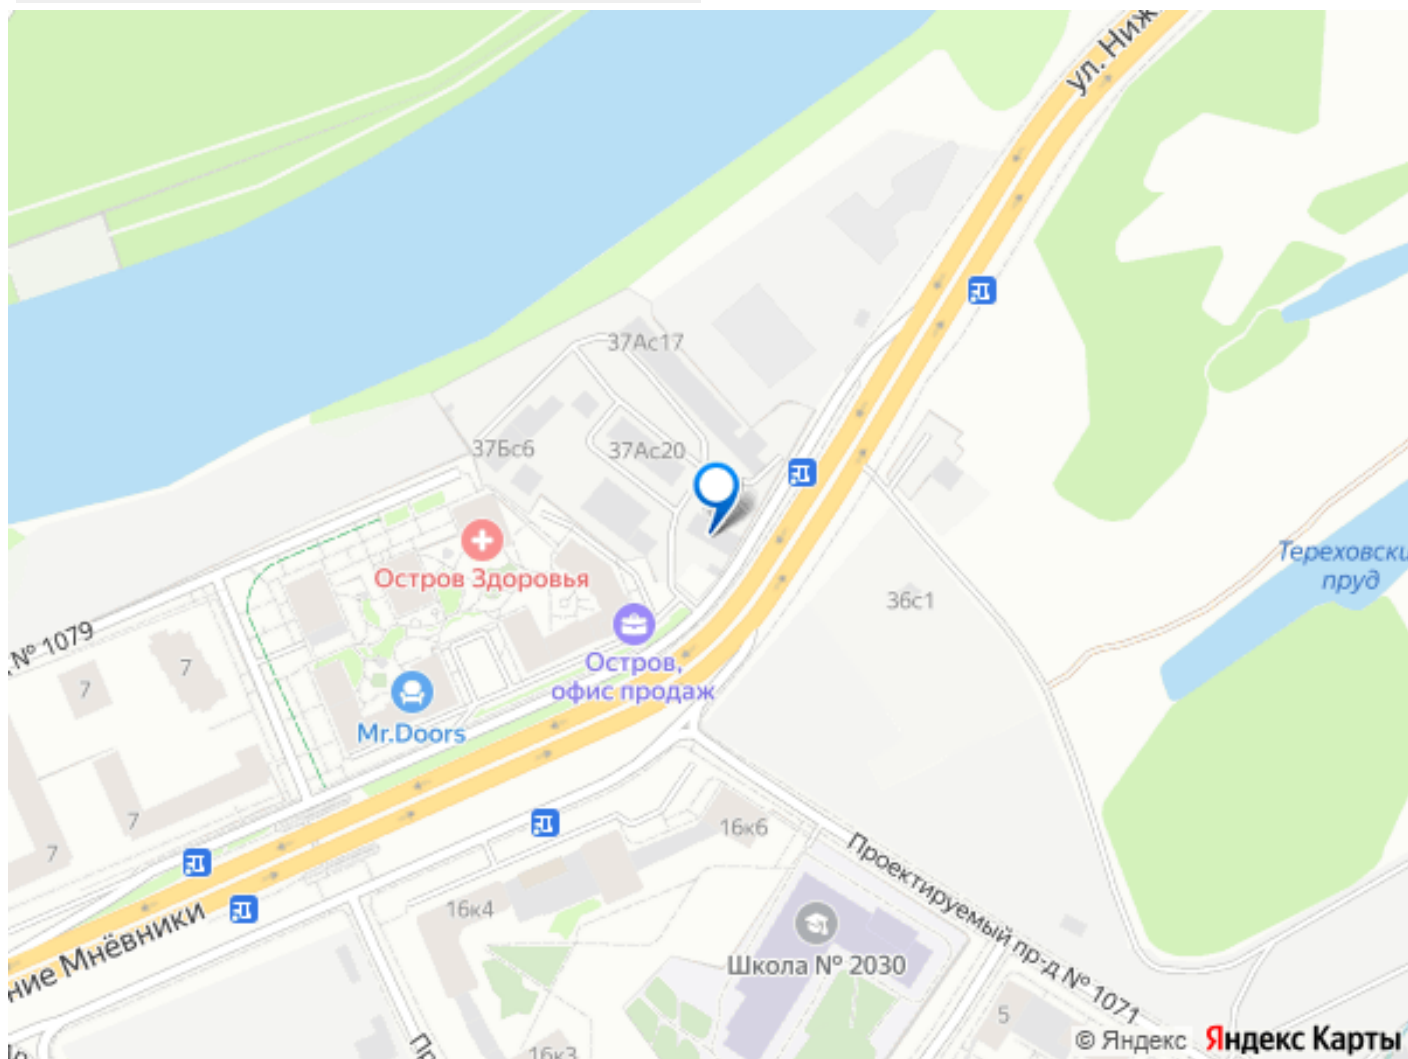 ул. Ниж
37Ас17
37Бс6
37Ас20
Остров Здоровья
Тереховски
пруд
36с1
№ 1079
7
7
Остров,
офис продаж
Mr.Doors
7
7
16к6
Проектируемый пр-д № 1071
16к4
ние Мнёвники
Школа № 2030
5
Пр
16к3
© Яндекс Яндекс Карты